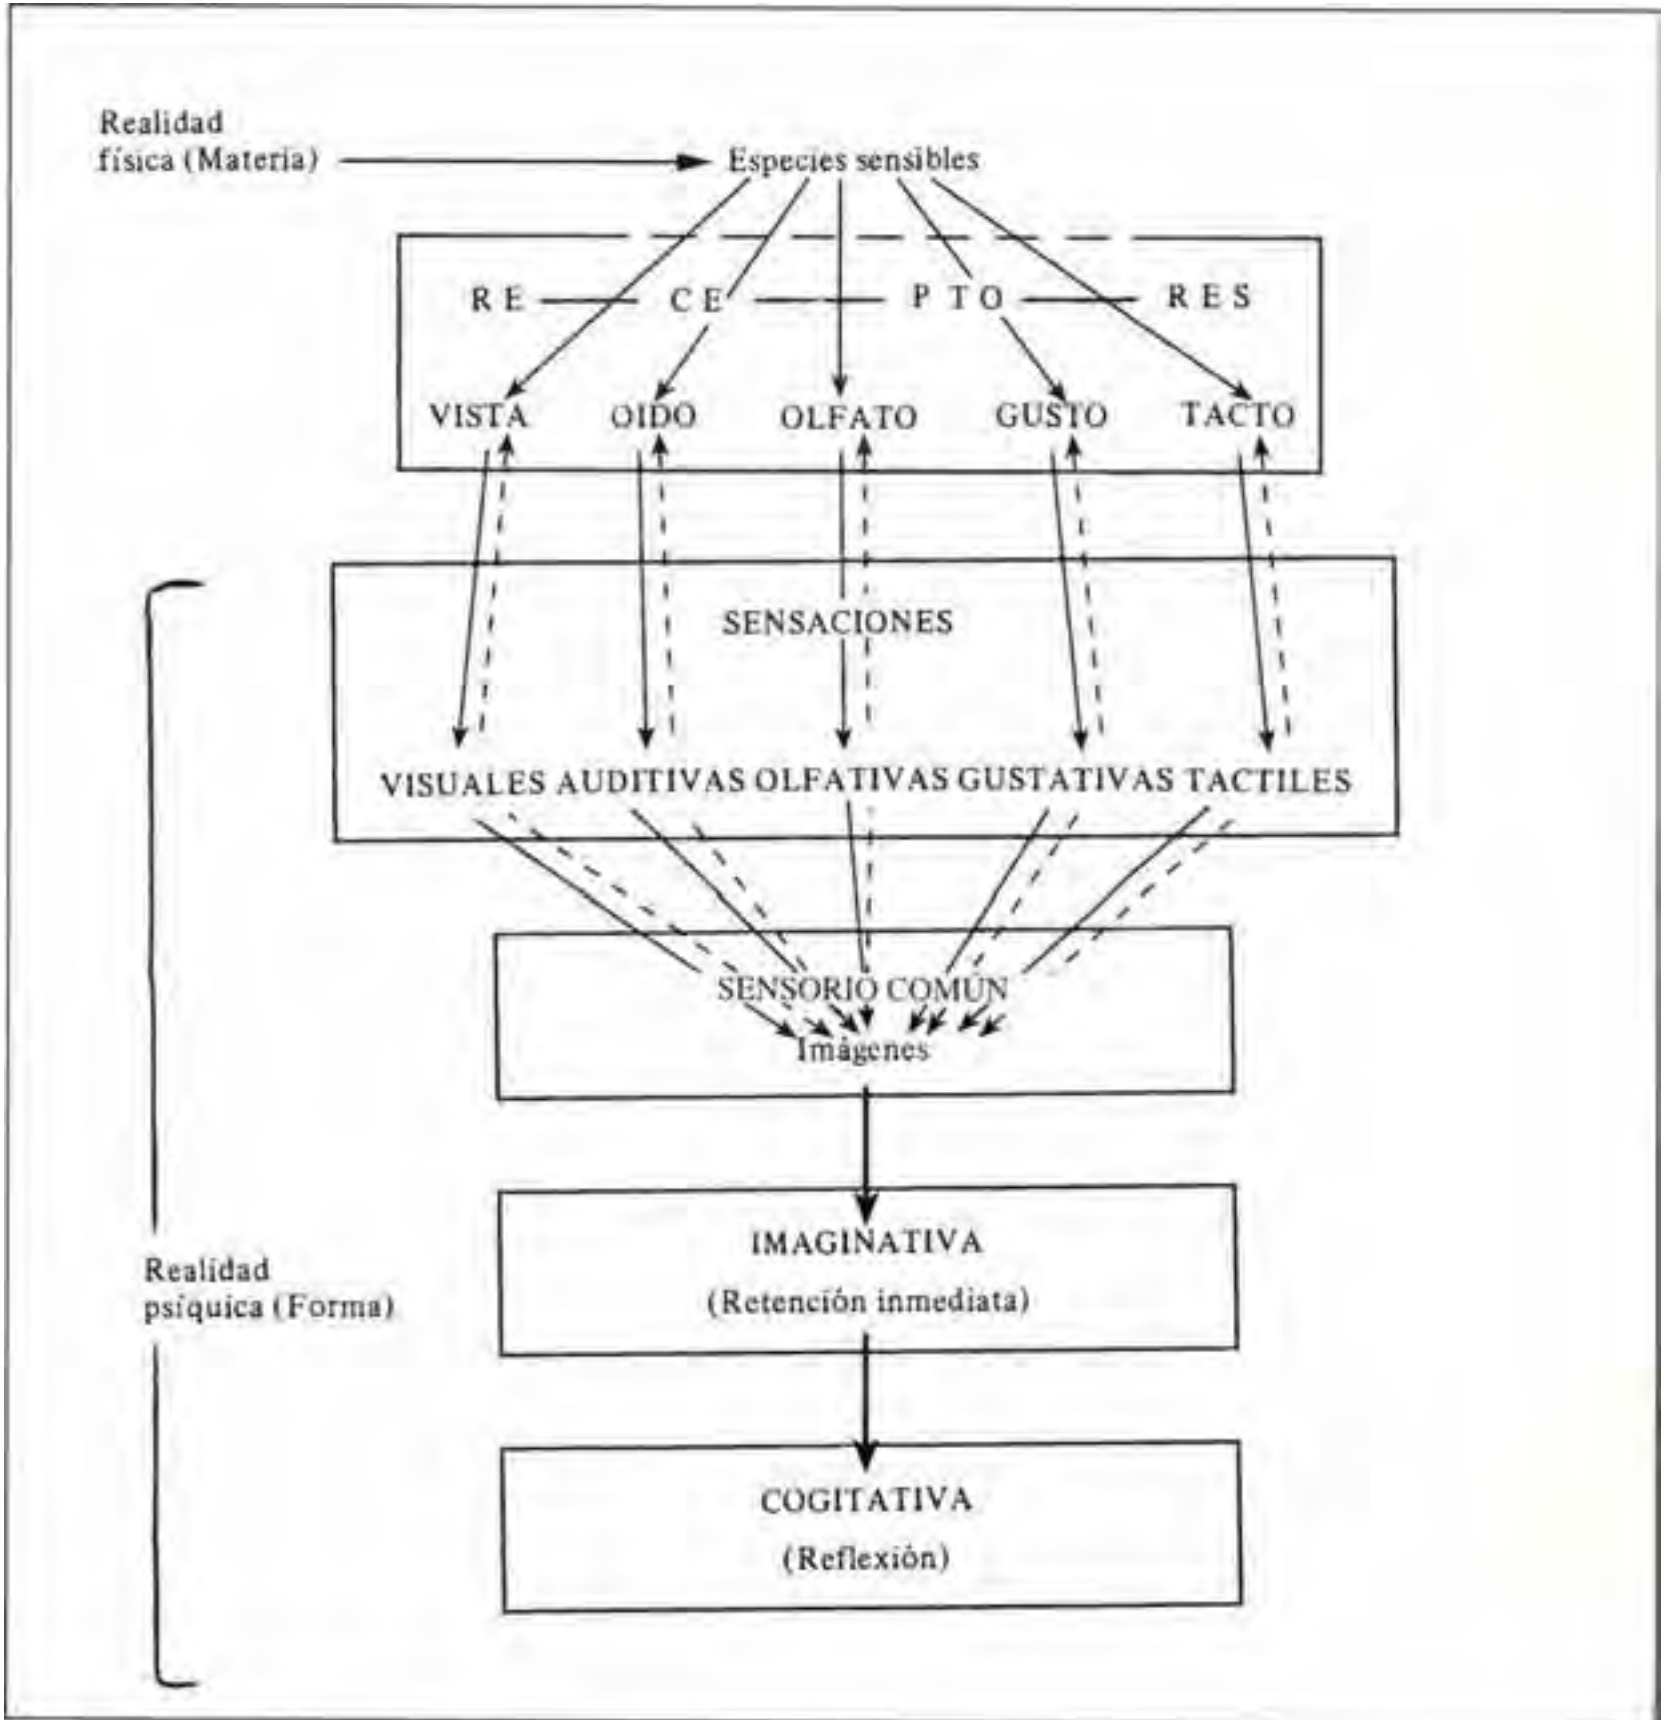 Realidad
física (Materia)
Especies sensibles
RE — CE — PTO — RES
VISTA OIDO OLFATO GUSTO TACTO
SENSACIONES
VISUALES AUDITIVAS OLFATIVAS GUSTATIVAS TACTILES
SENSORIO COMÚN
Imágenes
IMAGINATIVA
(Retención inmediata)
Realidad
psíquica (Forma)
COGITATIVA
(Reflexión)